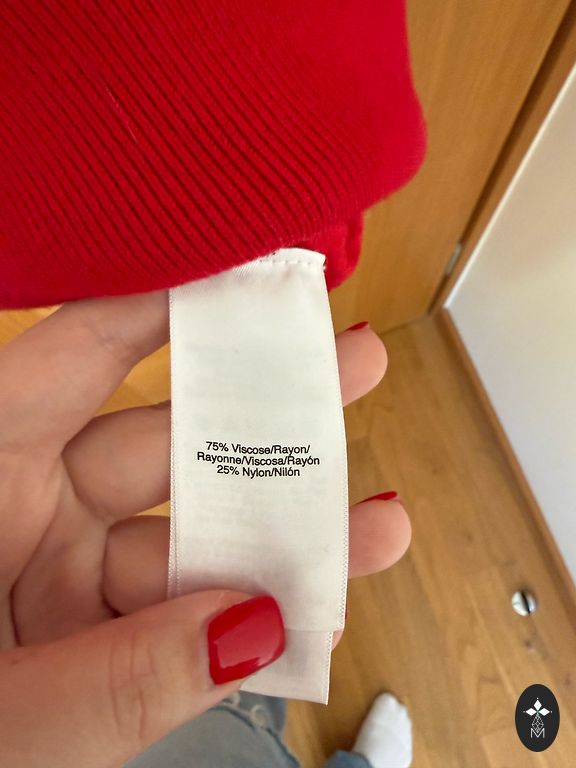 75% Viscose/Rayon/
Rayonne/Viscosa/Rayón
25% Nylon/Nilón